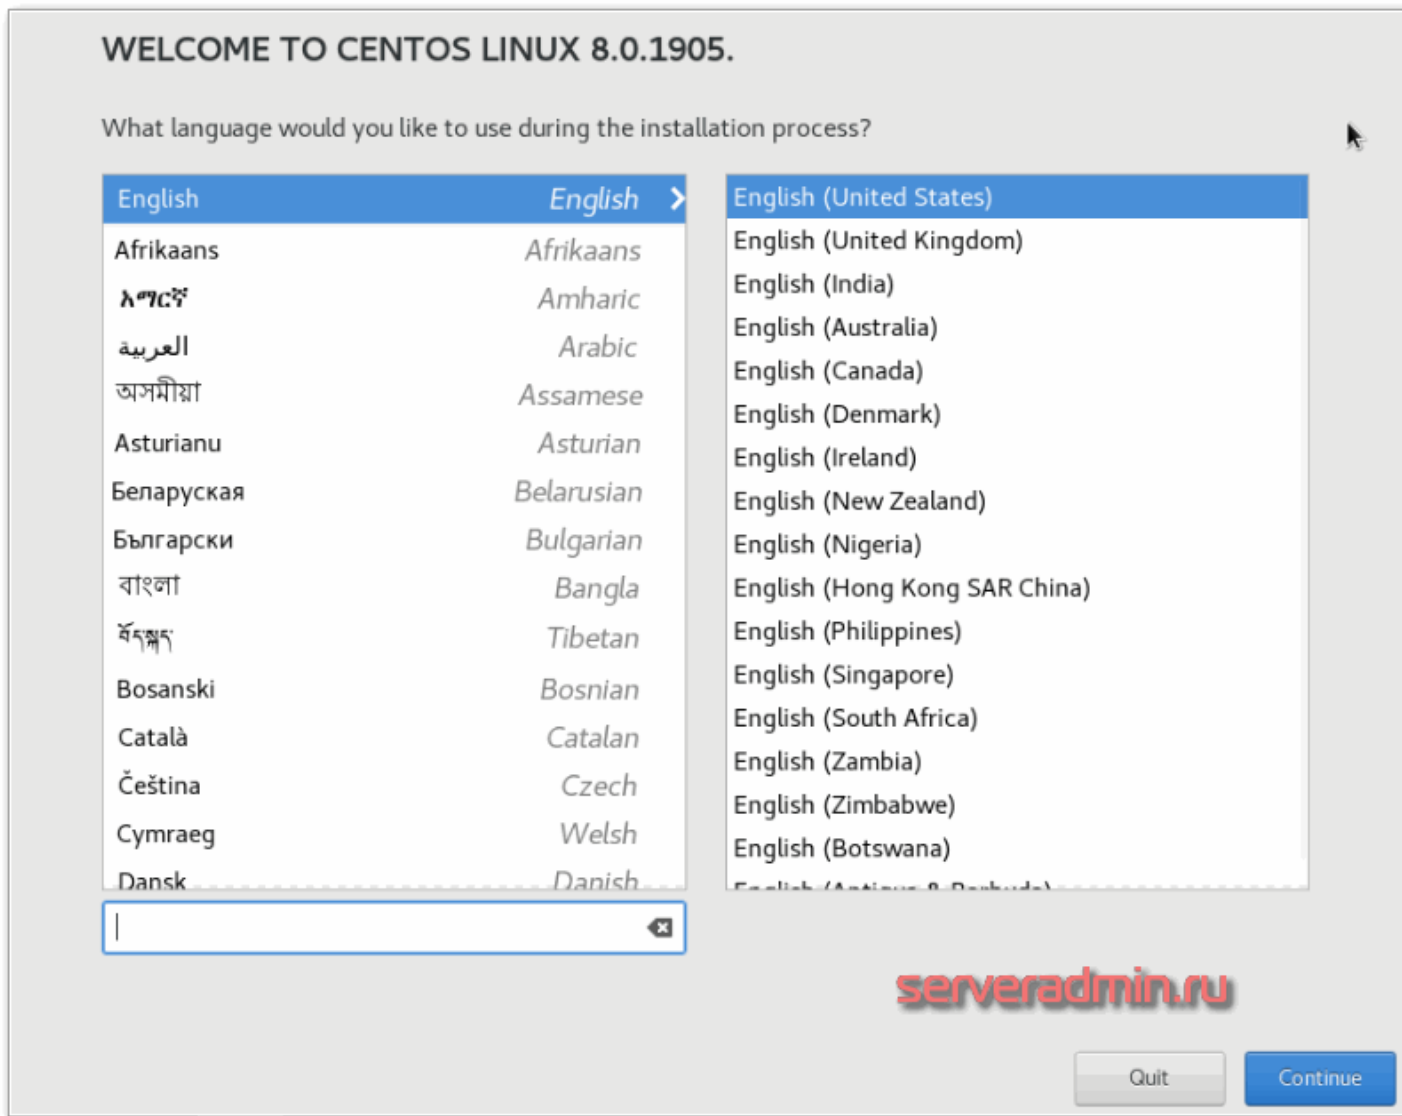 WELCOME TO CENTOS LINUX 8.0.1905.
What language would you like to use during the installation process?
English English
Afrikaans Afrikaans
አማርኛ Amharic
العربية Arabic
অসমীয়া Assamese
Asturianu Asturian
Беларуская Belarusian
Български Bulgarian
বাংলা Bangla
བོད་སྐད་ Tibetan
Bosanski Bosnian
Català Catalan
Čeština Czech
Cymraeg Welsh
Dansk Danish
English (United States)
English (United Kingdom)
English (India)
English (Australia)
English (Canada)
English (Denmark)
English (Ireland)
English (New Zealand)
English (Nigeria)
English (Hong Kong SAR China)
English (Philippines)
English (Singapore)
English (South Africa)
English (Zambia)
English (Zimbabwe)
English (Botswana)
English (Antigua & Barbuda)
serveradmin.ru
Quit Continue